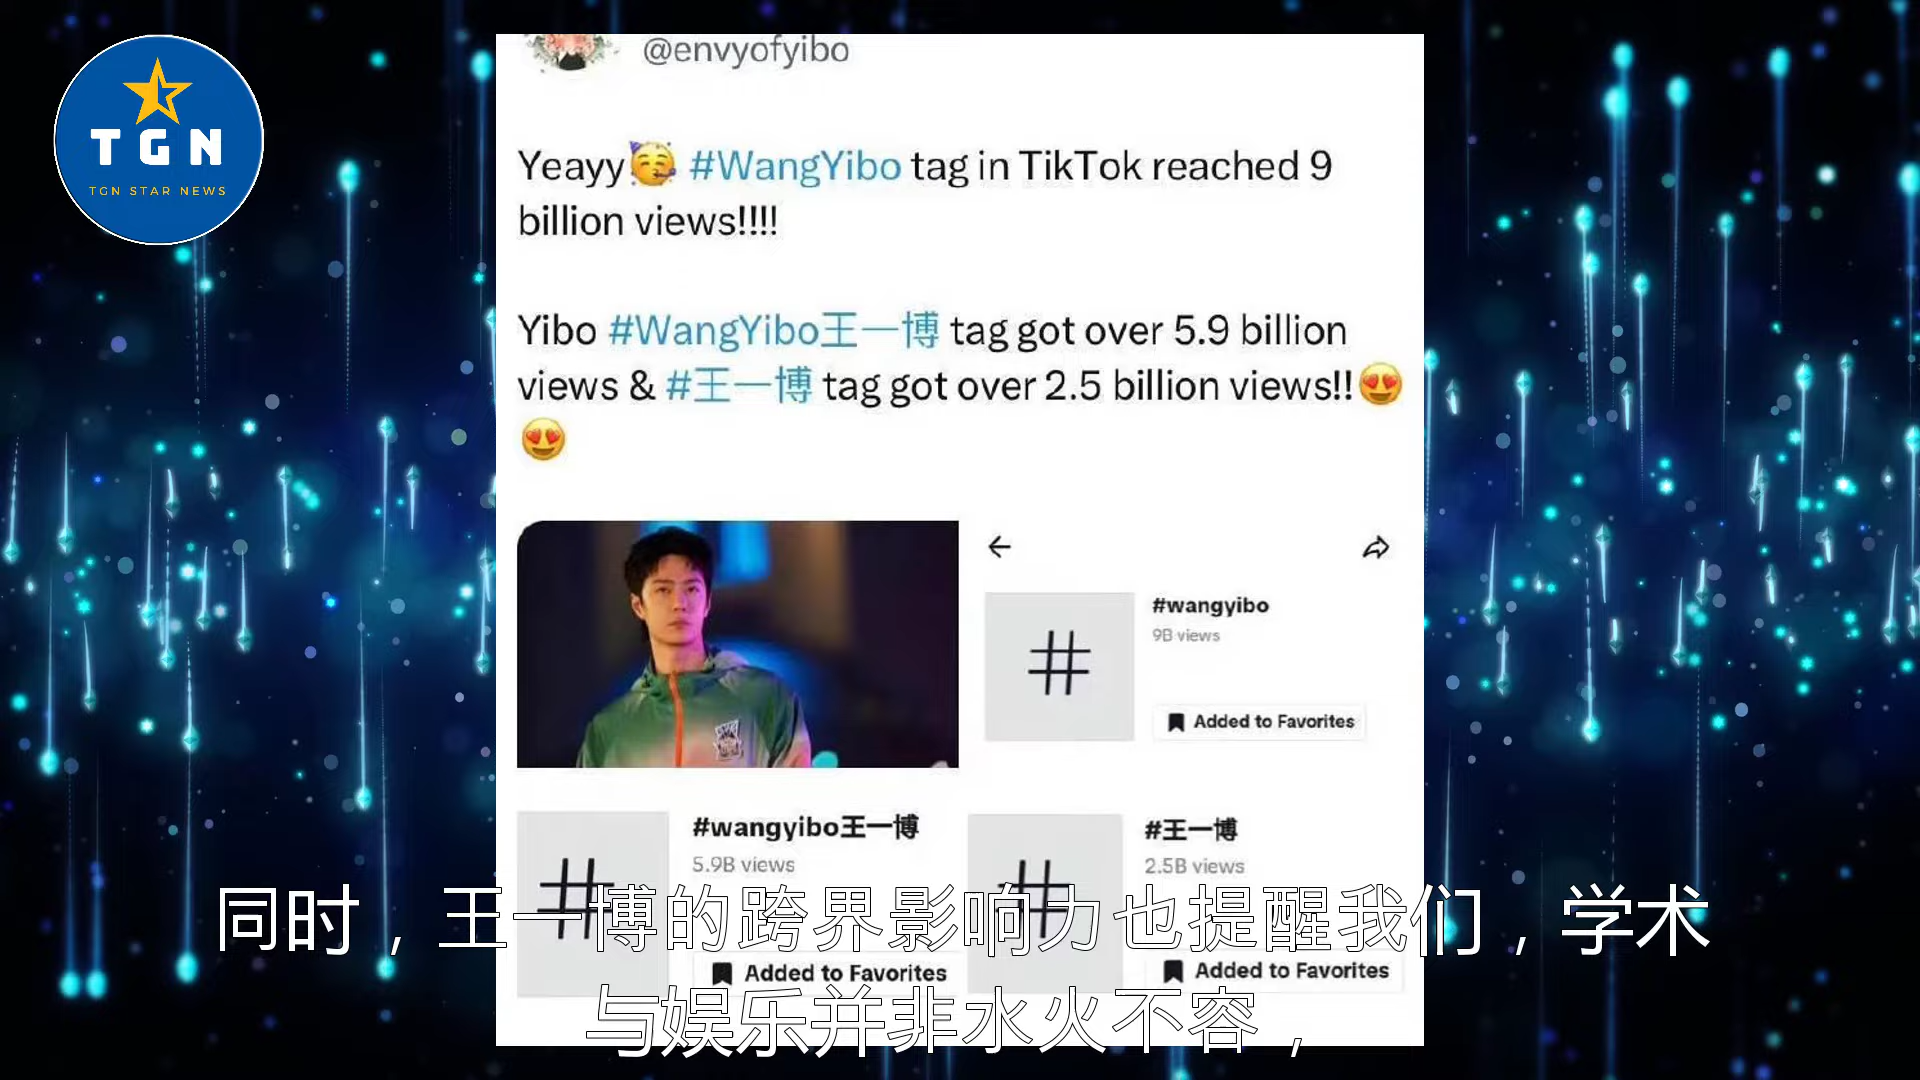 TGN
TGN STAR NEWS
@envyofyibo
Yeayy🥳 #WangYibo tag in TikTok reached 9
billion views!!!!
Yibo #WangYibo王一博 tag got over 5.9 billion
views & #王一博 tag got over 2.5 billion views!!😍
😍
#wangyibo
9B views
Added to Favorites
#wangyibo王一博
5.9B views
Added to Favorites
#王一博
2.5B views
Added to Favorites
同时，王一博的跨界影响力也提醒我们，学术
与娱乐并非水火不容，